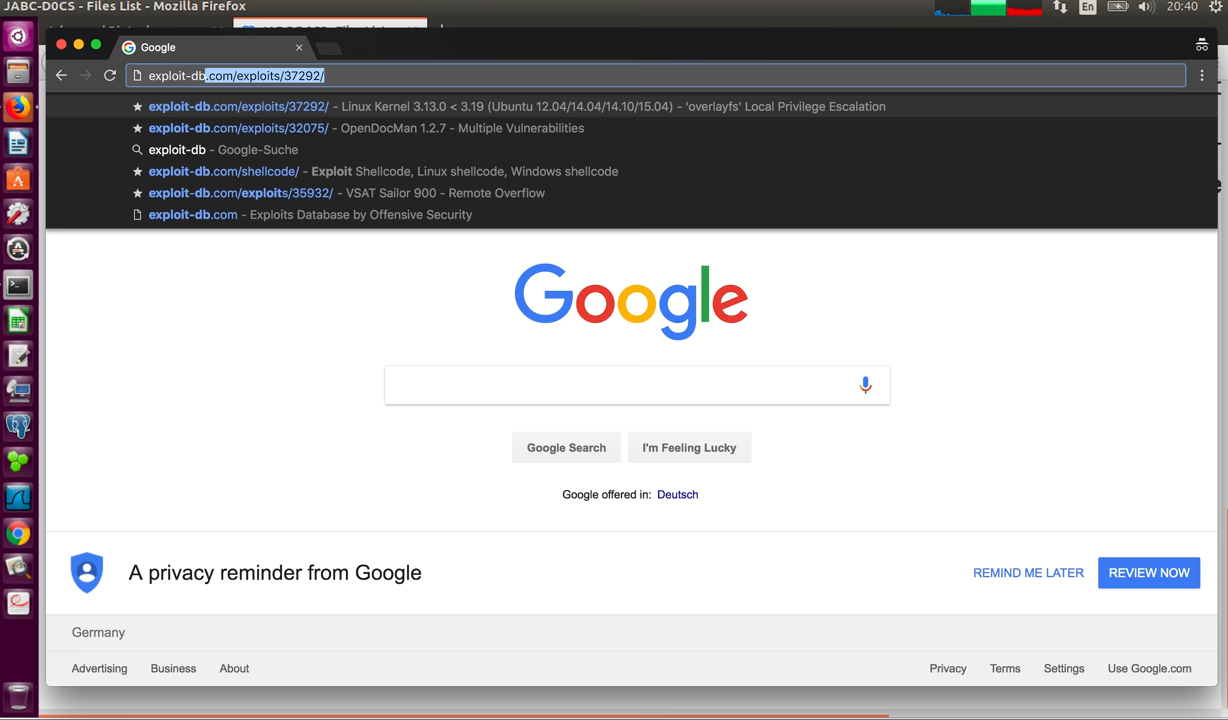 JABC-D0CS - Files List - Mozilla Firefox
En
20:40
Google
exploit-db.com/exploits/37292/
exploit-db.com/exploits/37292/ - Linux Kernel 3.13.0 < 3.19 (Ubuntu 12.04/14.04/14.10/15.04) - 'overlayfs' Local Privilege Escalation
exploit-db.com/exploits/32075/ - OpenDocMan 1.2.7 - Multiple Vulnerabilities
exploit-db - Google-Suche
exploit-db.com/shellcode/ - Exploit Shellcode, Linux shellcode, Windows shellcode
exploit-db.com/exploits/35932/ - VSAT Sailor 900 - Remote Overflow
exploit-db.com - Exploits Database by Offensive Security
Google
Google Search
I'm Feeling Lucky
Google offered in: Deutsch
A privacy reminder from Google
REMIND ME LATER
REVIEW NOW
Germany
Advertising
Business
About
Privacy
Terms
Settings
Use Google.com